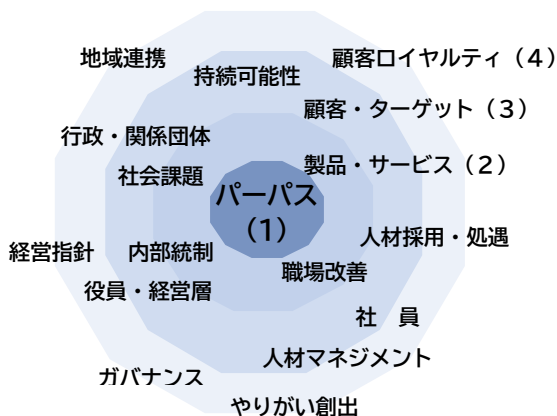 地域連携
顧客ロイヤルティ（４）
持続可能性
顧客・ターゲット（３）
行政・関係団体
製品・サービス（２）
社会課題
パーパス
（１）
人材採用・処遇
経営指針
内部統制
職場改善
役員・経営層
社　員
人材マネジメント
ガバナンス
やりがい創出